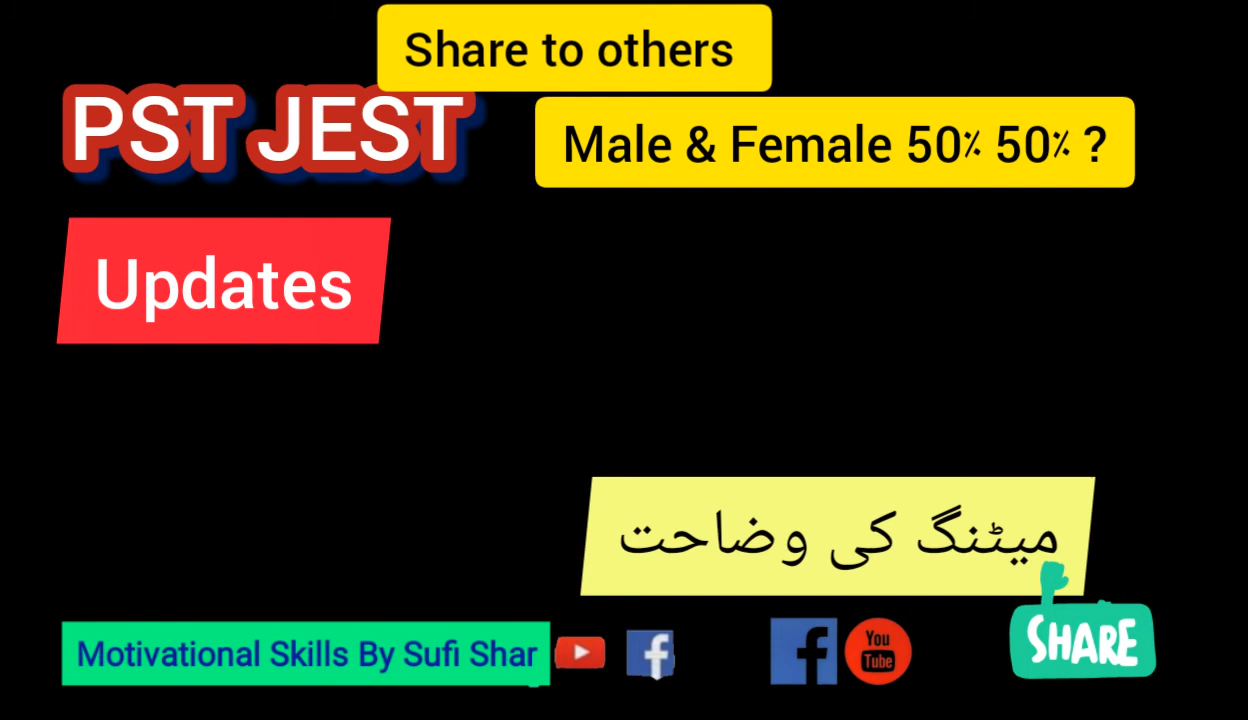 Share to others
PST JEST
Male & Female 50٪ 50٪ ?
Updates
میٹنگ کی وضاحت
Motivational Skills By Sufi Shar
You
Tube
SHARE